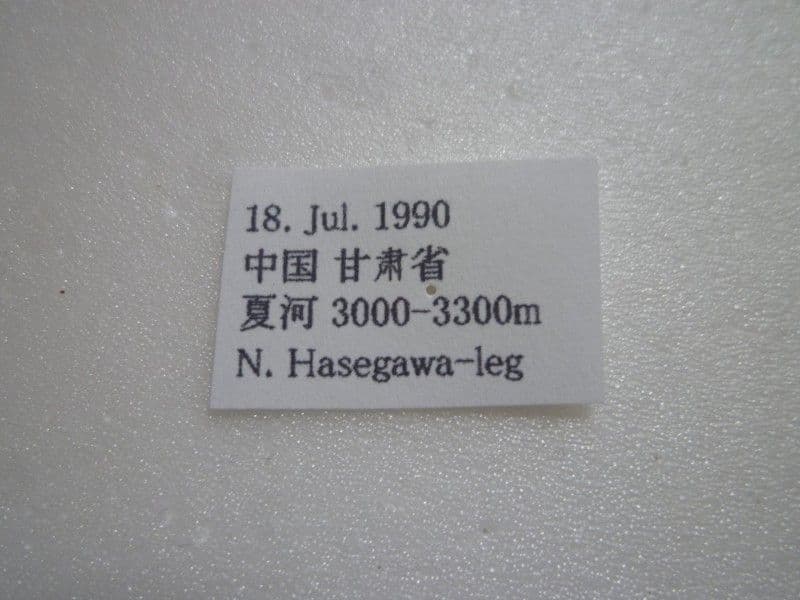 18. Jul. 1990
中国 甘粛省
夏河 3000-3300m
N. Hasegawa-leg